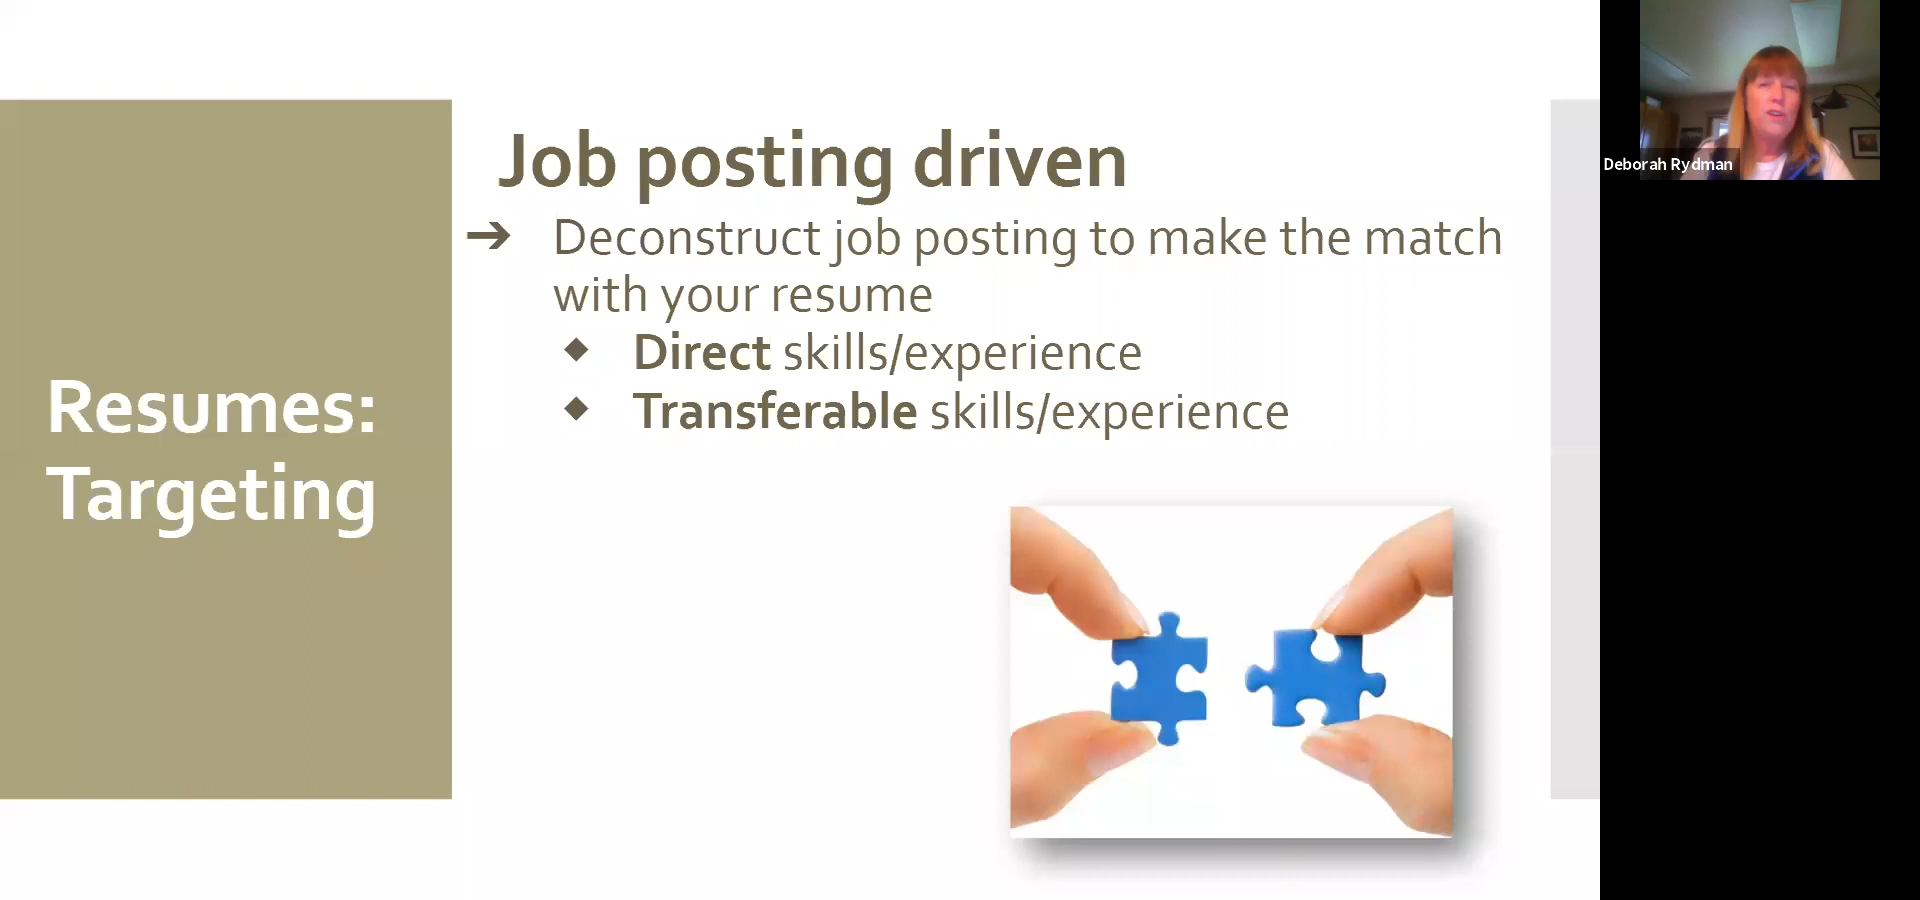 Resumes:
Targeting
Job posting driven
➔ Deconstruct job posting to make the match
with your resume
◆ Direct skills/experience
◆ Transferable skills/experience
Deborah Rydman